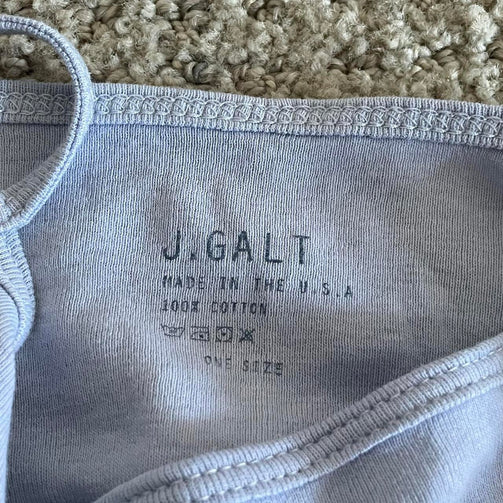 J.GALT
MADE IN THE U.S.A
100% COTTON
ONE SIZE